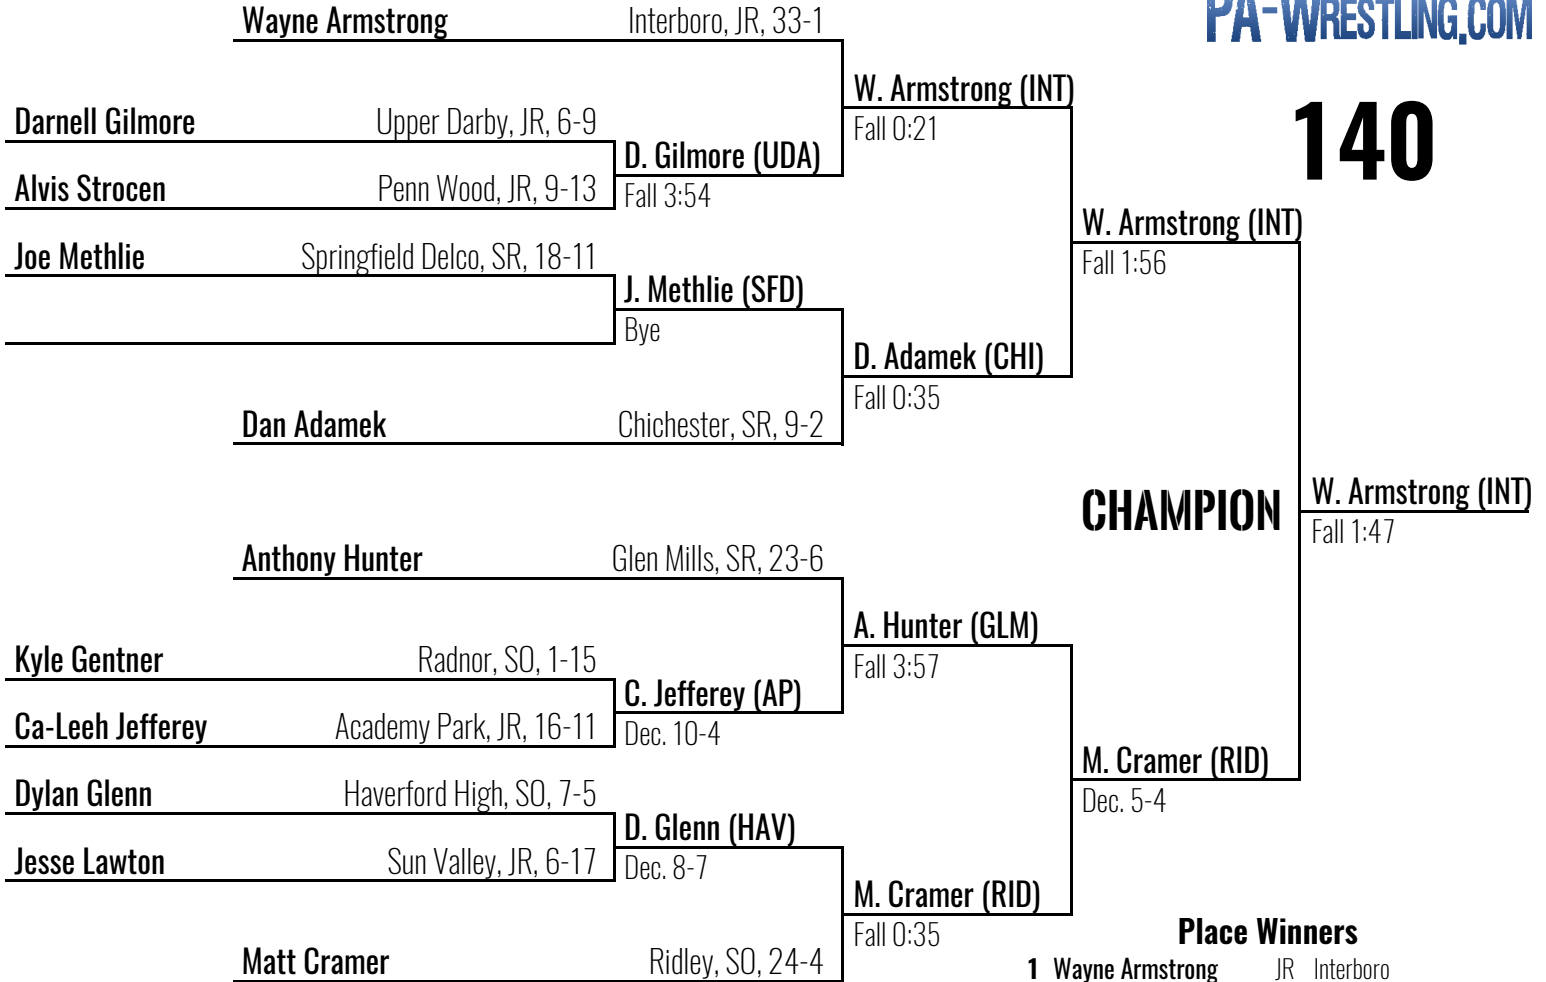 Wayne Armstrong Interboro, JR, 33-1
PA-WRESTLING.COM
W. Armstrong (INT)
Fall 0:21
140
Darnell Gilmore Upper Darby, JR, 6-9
D. Gilmore (UDA)
Fall 3:54
Alvis Strocen Penn Wood, JR, 9-13
W. Armstrong (INT)
Fall 1:56
Joe Methlie Springfield Delco, SR, 18-11
J. Methlie (SFD)
Bye
D. Adamek (CHI)
Fall 0:35
Dan Adamek Chichester, SR, 9-2
CHAMPION
W. Armstrong (INT)
Fall 1:47
Anthony Hunter Glen Mills, SR, 23-6
A. Hunter (GLM)
Fall 3:57
Kyle Gentner Radnor, SO, 1-15
C. Jefferey (AP)
Dec. 10-4
Ca-Leeh Jefferey Academy Park, JR, 16-11
M. Cramer (RID)
Dec. 5-4
Dylan Glenn Haverford High, SO, 7-5
D. Glenn (HAV)
Dec. 8-7
Jesse Lawton Sun Valley, JR, 6-17
M. Cramer (RID)
Fall 0:35
Matt Cramer Ridley, SO, 24-4
Place Winners
1 Wayne Armstrong JR Interboro